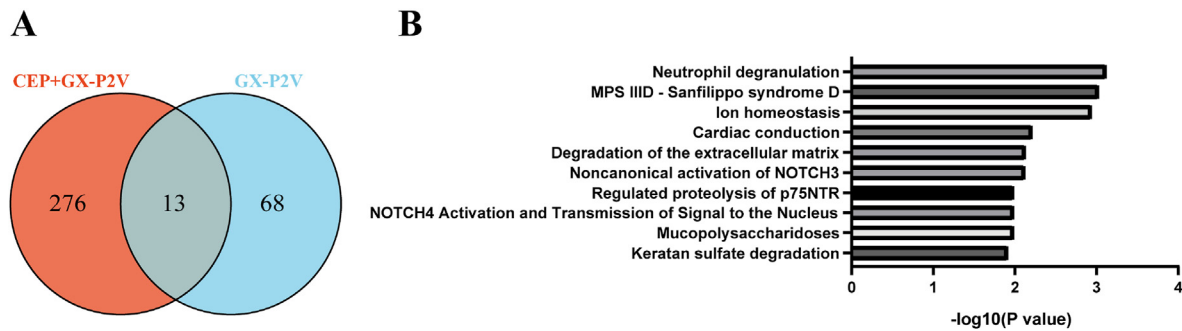 A
B
CEP+GX-P2V
GX-P2V
276
13
68
Neutrophil degranulation
MPS IIID - Sanfilippo syndrome D
Ion homeostasis
Cardiac conduction
Degradation of the extracellular matrix
Noncanonical activation of NOTCH3
Regulated proteolysis of p75NTR
NOTCH4 Activation and Transmission of Signal to the Nucleus
Mucopolysaccharidoses
Keratan sulfate degradation
0 1 2 3 4
-log10(P value)